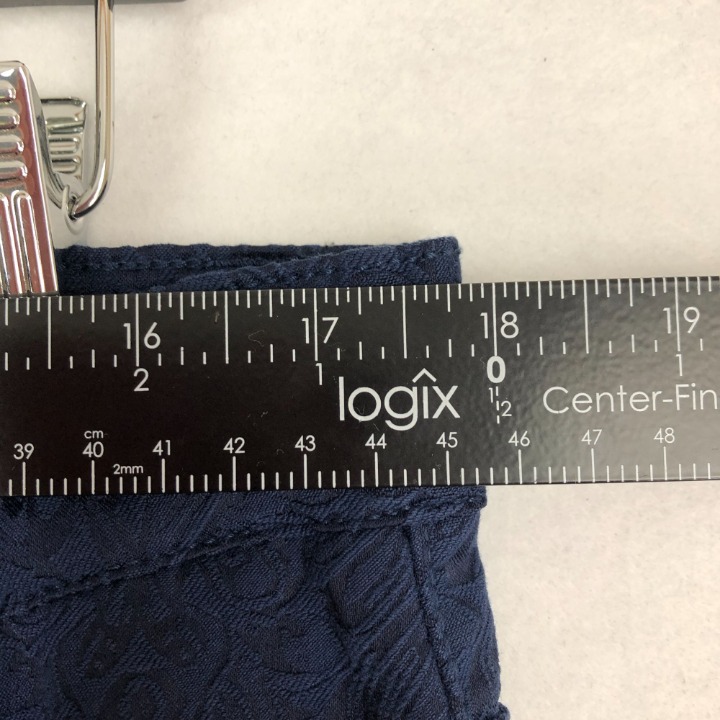 16 17 18 19
2 1 0 1
logix 1/2 Center-Fin
cm
39 40 41 42 43 44 45 46 47 48
2mm